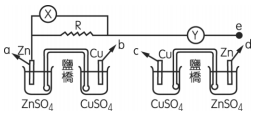 X
R
Y
e
a Zn Cu b c Cu Zn d
鹽橋 鹽橋
ZnSO₄ CuSO₄ CuSO₄ ZnSO₄